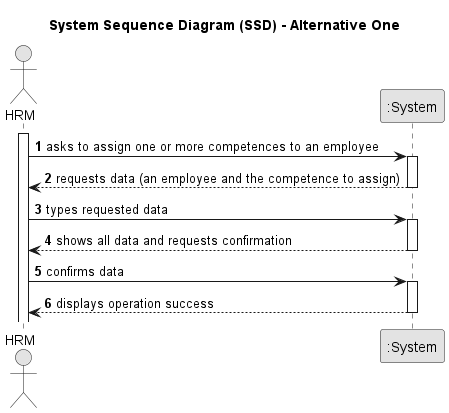 System Sequence Diagram (SSD) - Alternative One
HRM
:System
1 asks to assign one or more competences to an employee
2 requests data (an employee and the competence to assign)
3 types requested data
4 shows all data and requests confirmation
5 confirms data
6 displays operation success
HRM
:System